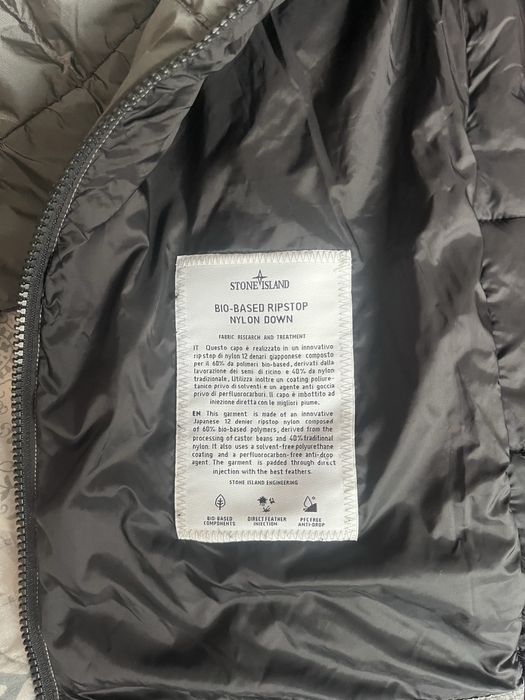 STONE ISLAND
BIO-BASED RIPSTOP
NYLON DOWN
FABRIC RESEARCH AND TREATMENT
IT Questo capo è realizzato in un innovativo
rip stop di nylon 12 denari giapponese composto
per il 60% da polimeri bio-based, derivati dalla
lavorazione dei semi di ricino e 40% da nylon
tradizionale. Utilizza inoltre un coating poliure-
tanico privo di solventi e un agente anti goccia
privo di perfluorocarburi. Il capo è imbottito ad
iniezione diretta con le migliori piume.
EN This garment is made of an innovative
Japanese 12 denier ripstop nylon composed
of 60% bio-based polymers, derived from the
processing of castor beans and 40% traditional
nylon. It also uses a solvent-free polyurethane
coating and a perfluorocarbon-free anti-drop
agent. The garment is padded through direct
injection with the best feathers.
STONE ISLAND ENGINEERING
BIO-BASED
COMPONENTS
DIRECT FEATHER
INJECTION
PFC FREE
ANTI-DROP